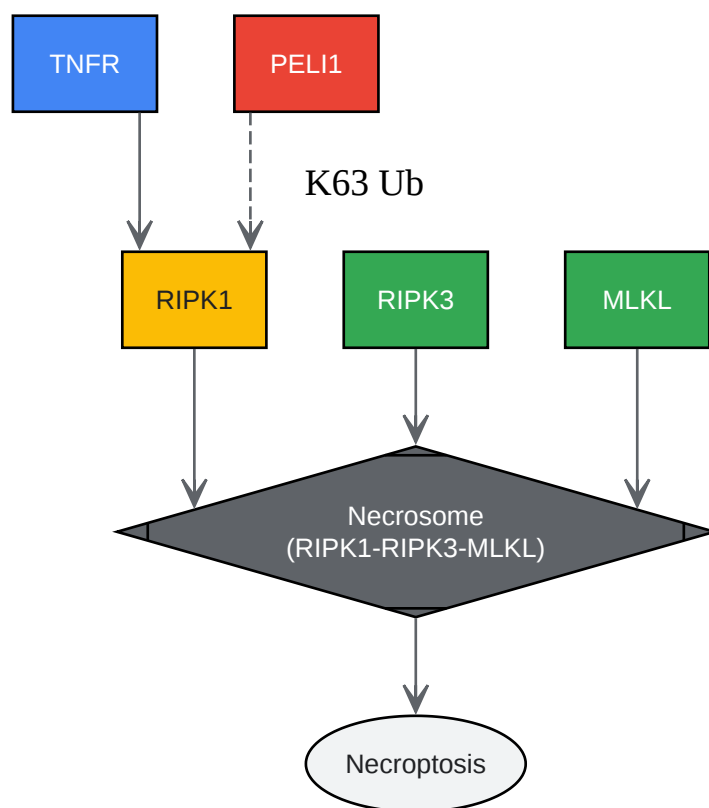 TNFR
PELI1
K63 Ub
RIPK1
RIPK3
MLKL
Necrosome
(RIPK1-RIPK3-MLKL)
Necroptosis